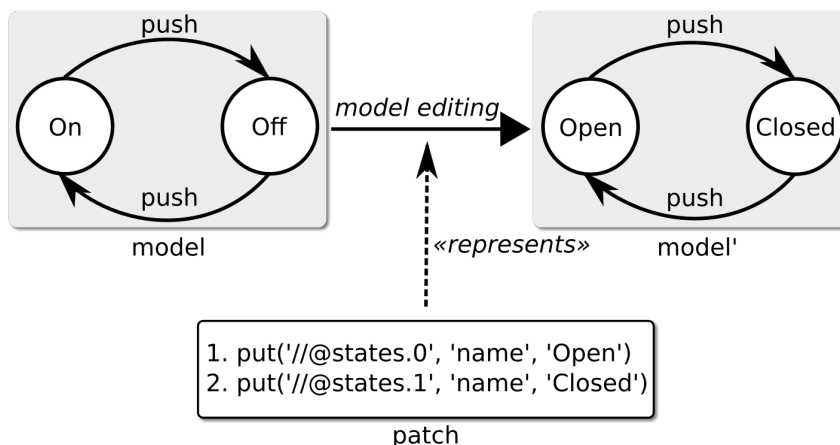 push
push
On
Off
model editing
Open
Closed
push
push
model
«represents»
model'
1. put('//@states.0', 'name', 'Open')
2. put('//@states.1', 'name', 'Closed')
patch